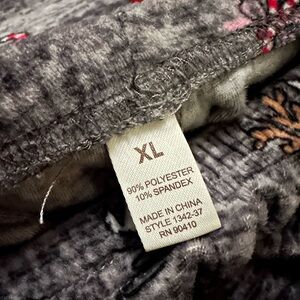 XL
90% POLYESTER
10% SPANDEX
MADE IN CHINA
STYLE 1342-37
RN 90410